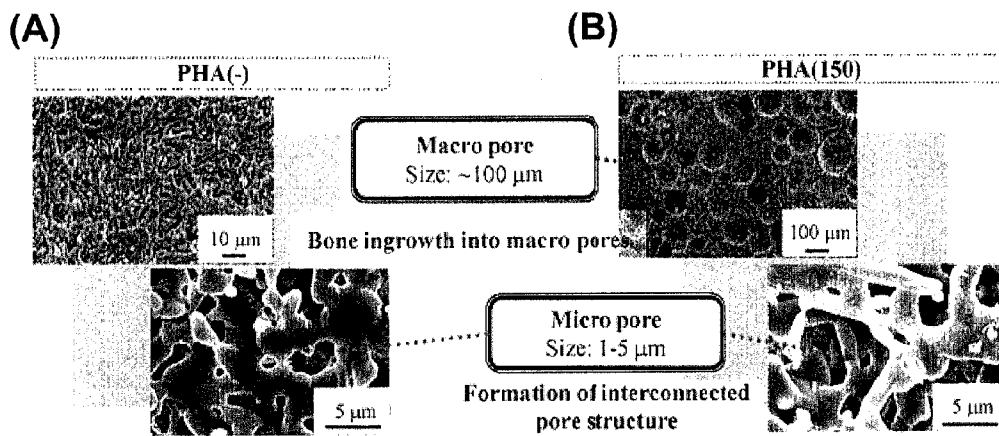 (A)
PHA(-)
10 μm
5 μm
Macro pore
Size: ~100 μm
Bone ingrowth into macro pores
Micro pore
Size: 1-5 μm
Formation of interconnected
pore structure
(B)
PHA(150)
100 μm
5 μm